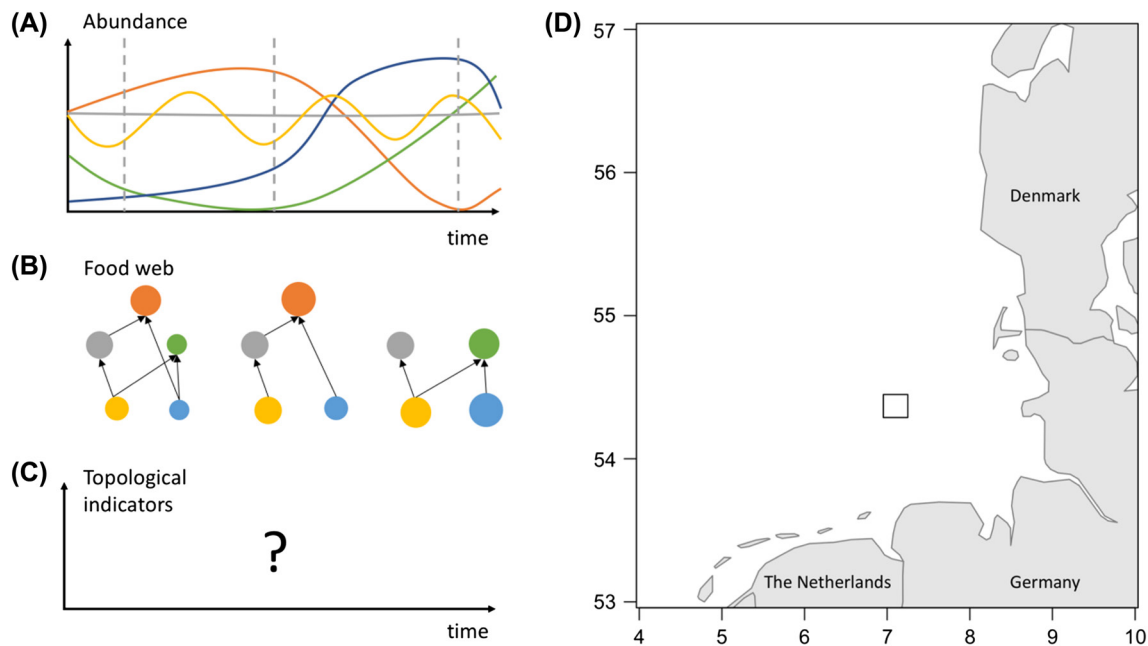 (A)
Abundance
time
(B)
Food web
(C)
Topological
indicators
?
time
(D)
57
56
55
54
53
Denmark
The Netherlands
Germany
4 5 6 7 8 9 10